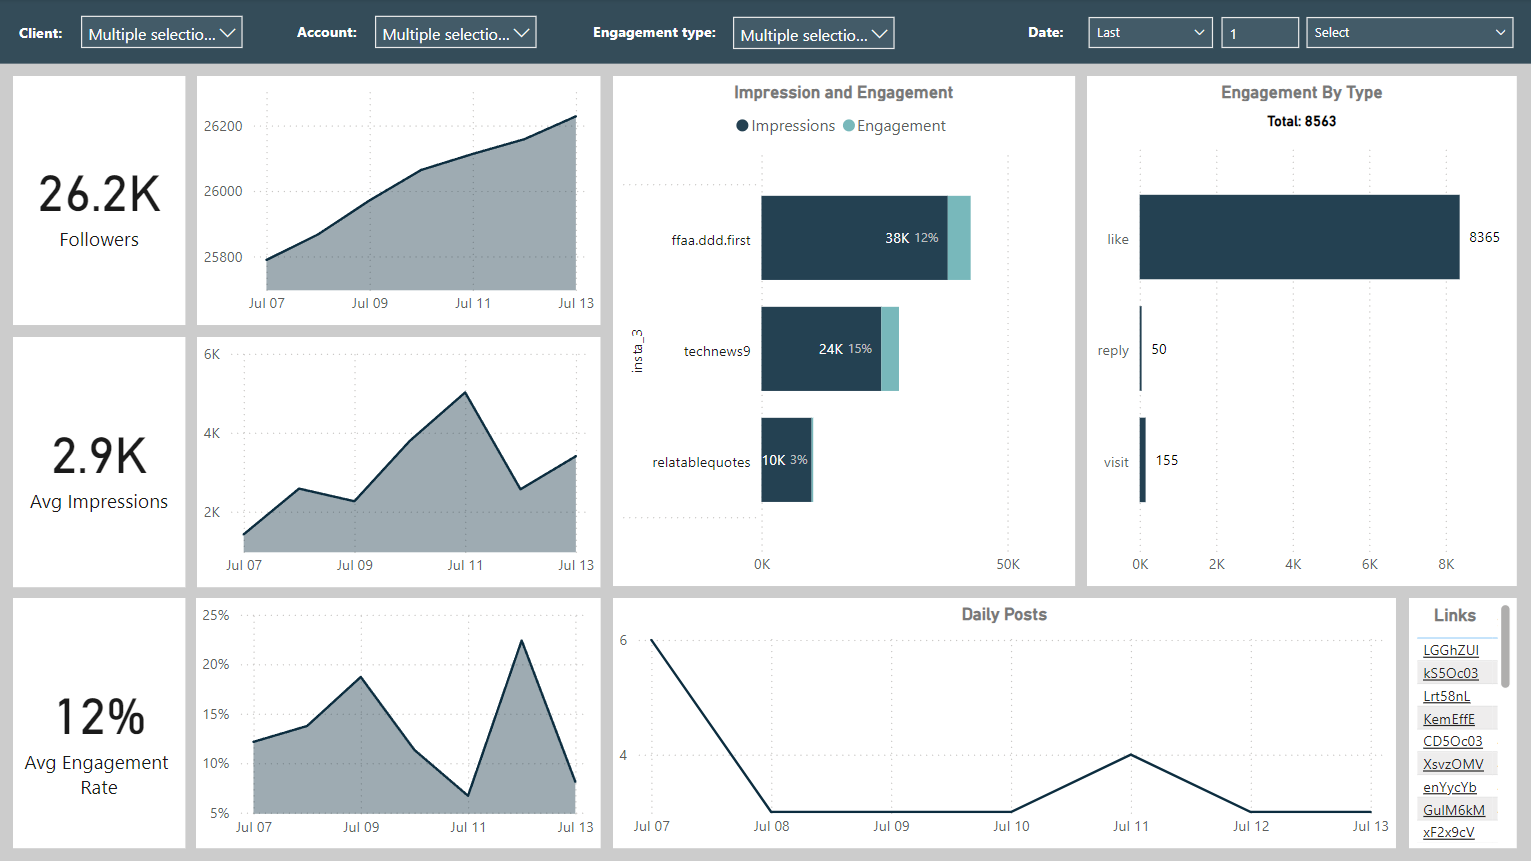 Client: Multiple selectio... Account: Multiple selectio... Engagement type: Multiple selectio... Date: Last 1 Select
26.2K
Followers
26200
26000
25800
Jul 07 Jul 09 Jul 11 Jul 13
2.9K
Avg Impressions
6K
4K
2K
Jul 07 Jul 09 Jul 11 Jul 13
12%
Avg Engagement
Rate
25%
20%
15%
10%
5%
Jul 07 Jul 09 Jul 11 Jul 13
Impression and Engagement
Impressions Engagement
insta_3
ffaa.ddd.first 38K 12%
technews9 24K 15%
relatablequotes 10K 3%
0K 50K
Engagement By Type
Total: 8563
like 8365
reply 50
visit 155
0K 2K 4K 6K 8K
Daily Posts
6
4
Jul 07 Jul 08 Jul 09 Jul 10 Jul 11 Jul 12 Jul 13
Links
LGGhZUI
kS5Oc03
Lrt58nL
KemEffE
CD5Oc03
XsvzOMV
enYycYb
GuIM6kM
xF2x9cV